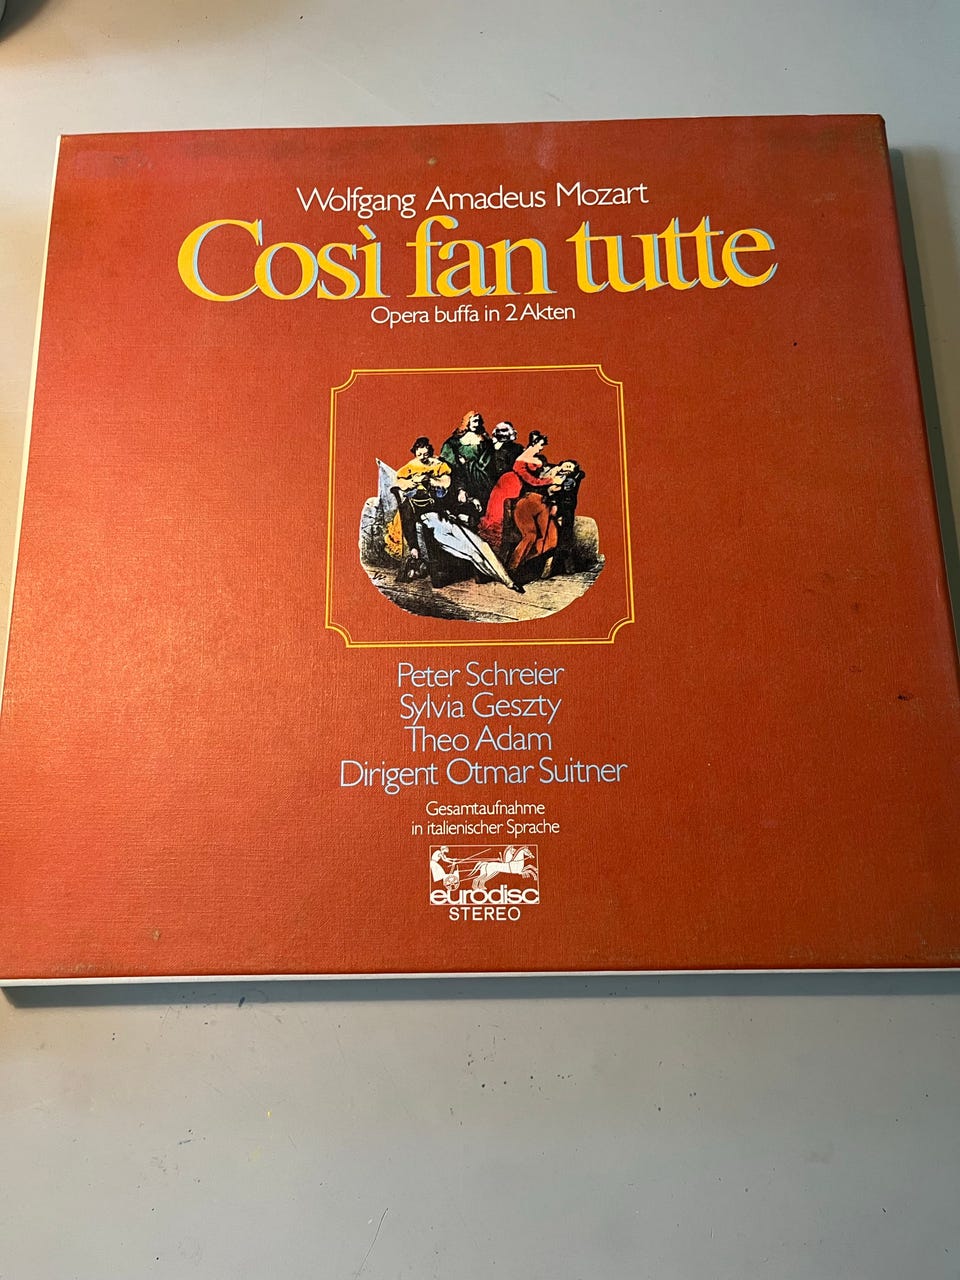 Wolfgang Amadeus Mozart
Così fan tutte
Opera buffa in 2 Akten
Peter Schreier
Sylvia Geszty
Theo Adam
Dirigent Otmar Suitner
Gesamtaufnahme
in italienischer Sprache
eurodisc
STEREO